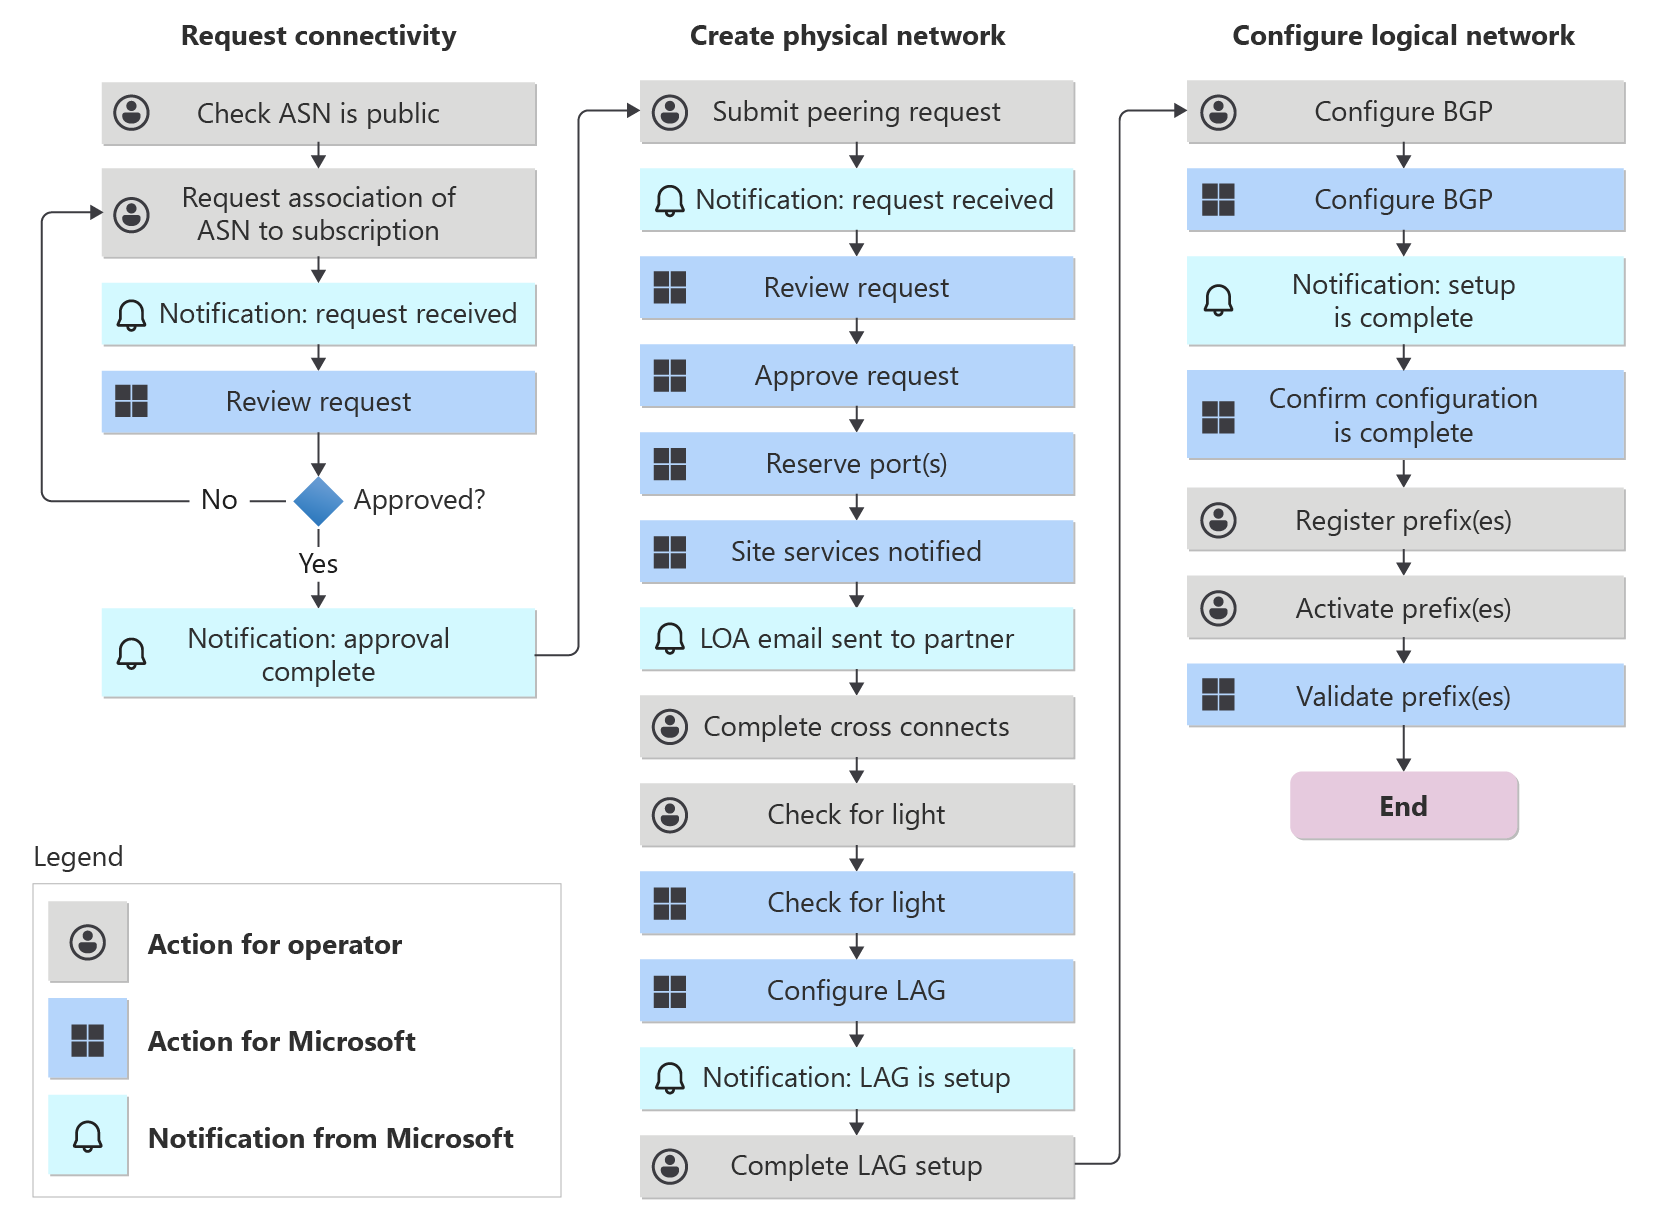 Request connectivity
Check ASN is public
Request association of
ASN to subscription
Notification: request received
Review request
No
Approved?
Yes
Notification: approval
complete
Create physical network
Submit peering request
Notification: request received
Review request
Approve request
Reserve port(s)
Site services notified
LOA email sent to partner
Complete cross connects
Check for light
Check for light
Configure LAG
Notification: LAG is setup
Complete LAG setup
Configure logical network
Configure BGP
Configure BGP
Notification: setup
is complete
Confirm configuration
is complete
Register prefix(es)
Activate prefix(es)
Validate prefix(es)
End
Legend
Action for operator
Action for Microsoft
Notification from Microsoft